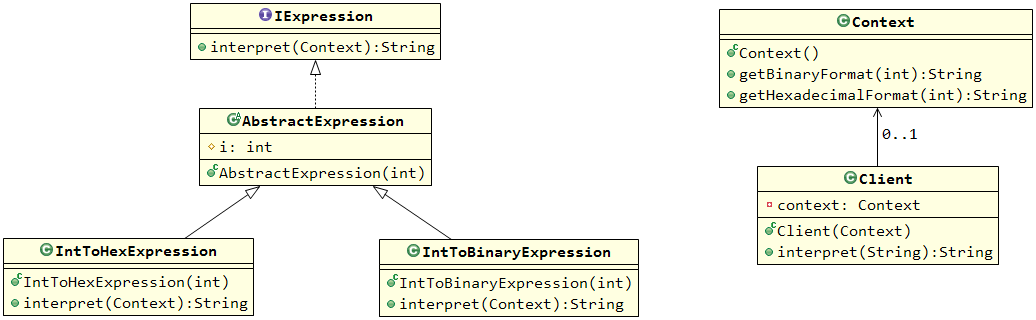 IExpression
interpret(Context):String
AbstractExpression
i: int
AbstractExpression(int)
IntToHexExpression
IntToHexExpression(int)
interpret(Context):String
IntToBinaryExpression
IntToBinaryExpression(int)
interpret(Context):String
Context
Context()
getBinaryFormat(int):String
getHexadecimalFormat(int):String
0..1
Client
context: Context
Client(Context)
interpret(String):String